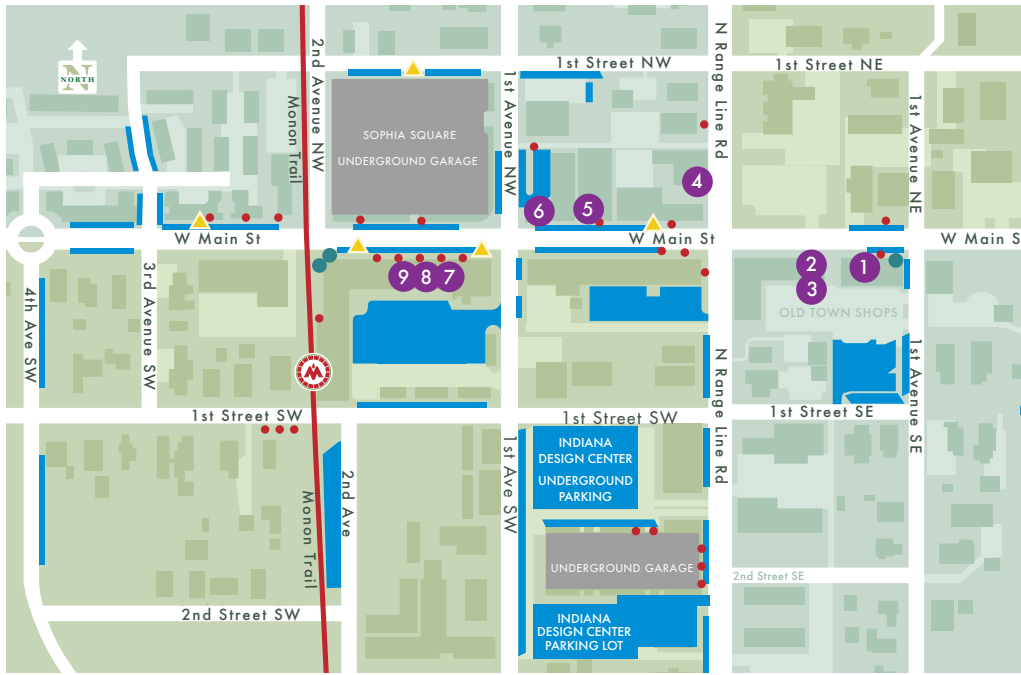 N
NORTH
2nd Avenue NW
Monon Trail
1st Street NW
N Range Line Rd
1st Street NE
1st Avenue NW
1st Avenue NE
SOPHIA SQUARE
UNDERGROUND GARAGE
4
6
5
W Main St
W Main St
W Main S
9
8
7
2
3
1
OLD TOWN SHOPS
4th Ave SW
3rd Avenue SW
M
1st Street SW
1st Street SW
1st Street SE
N Range Line Rd
1st Avenue SE
2nd Ave
Monon Trail
1st Ave SW
INDIANA
DESIGN CENTER
UNDERGROUND
PARKING
UNDERGROUND GARAGE
2nd Street SE
2nd Street SW
INDIANA
DESIGN CENTER
PARKING LOT